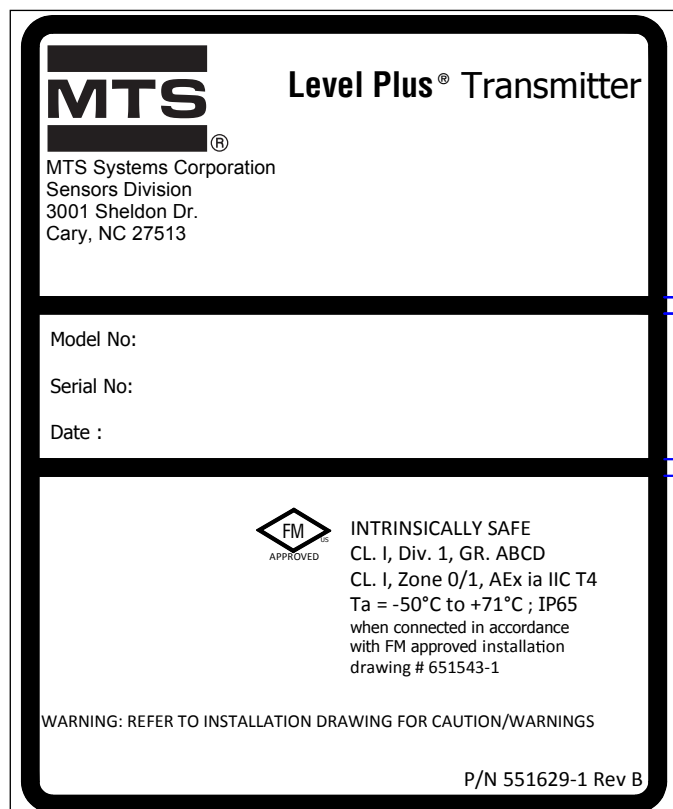 MTS
®
Level Plus® Transmitter
MTS Systems Corporation
Sensors Division
3001 Sheldon Dr.
Cary, NC 27513
Model No:
Serial No:
Date :
FM
US
APPROVED
INTRINSICALLY SAFE
CL. I, Div. 1, GR. ABCD
CL. I, Zone 0/1, AEx ia IIC T4
Ta = -50°C to +71°C ; IP65
when connected in accordance
with FM approved installation
drawing # 651543-1
WARNING: REFER TO INSTALLATION DRAWING FOR CAUTION/WARNINGS
P/N 551629-1 Rev B